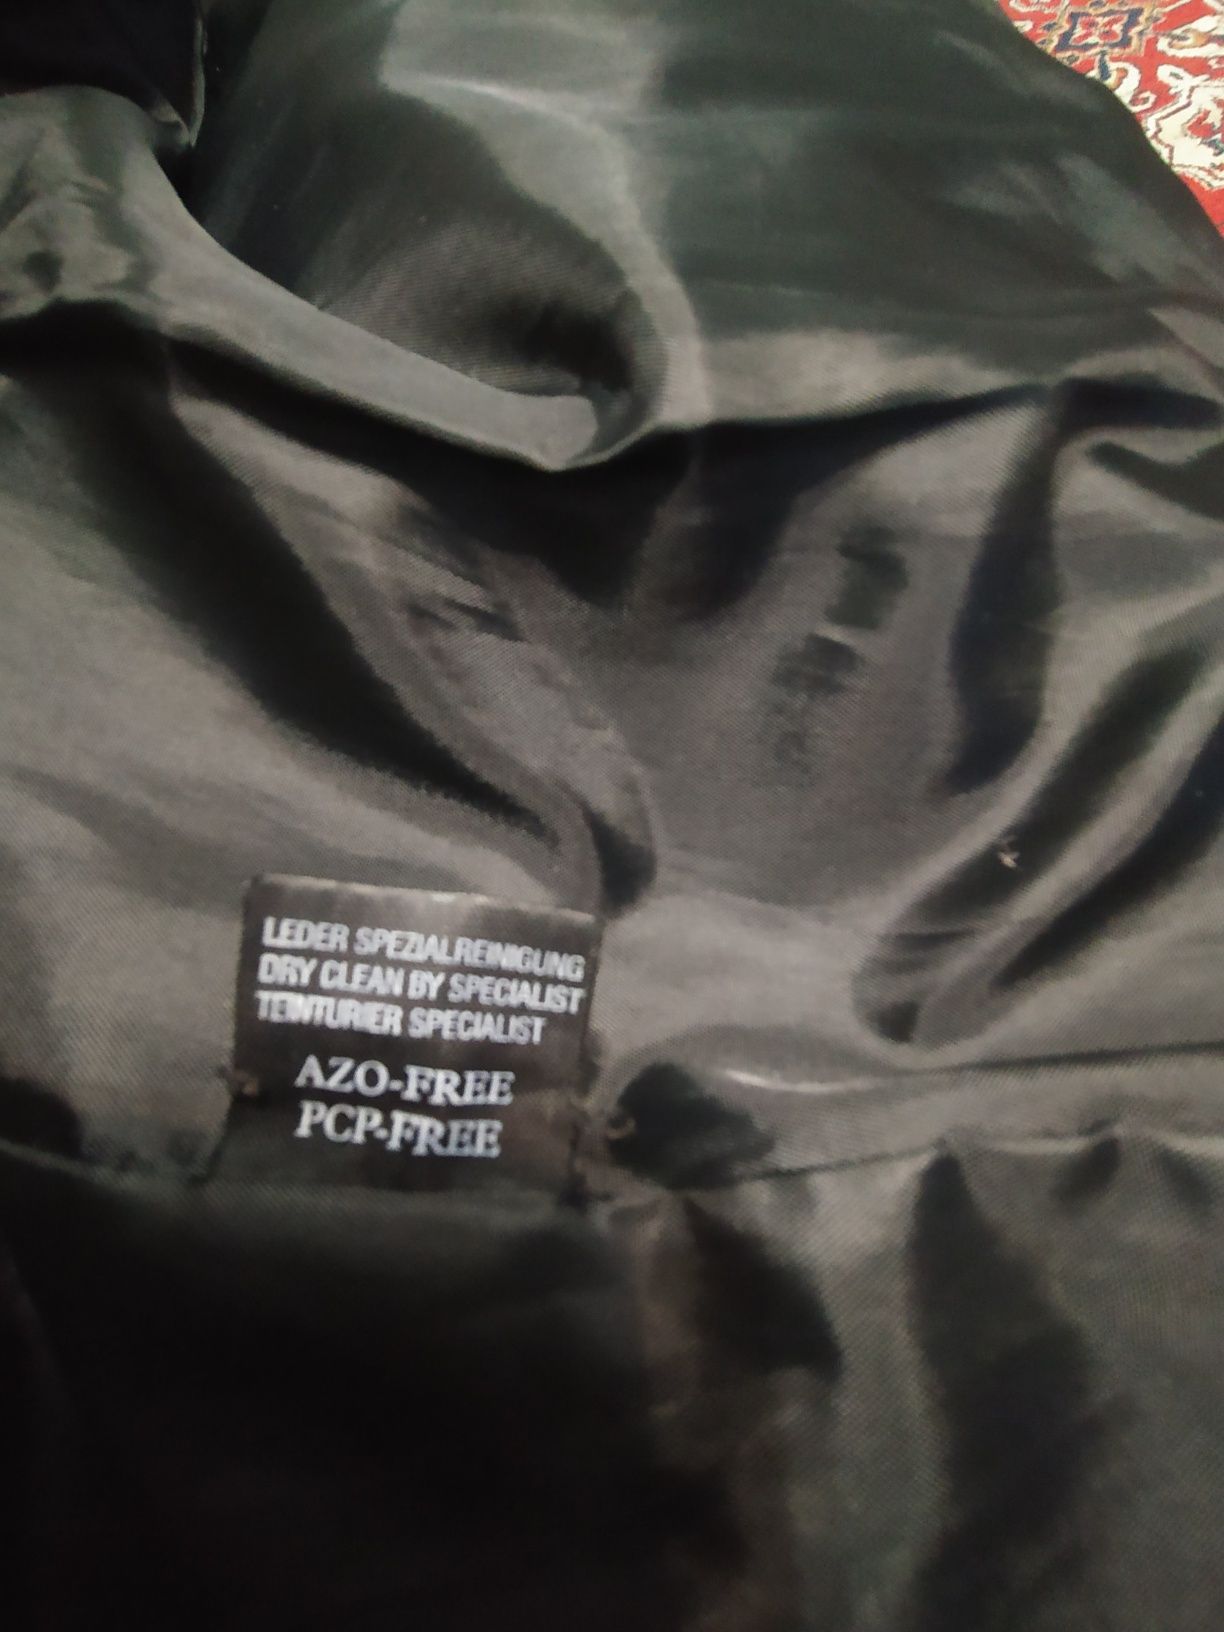 LEDER SPEZIALREINIGUNG
DRY CLEAN BY SPECIALIST
TEINTURIER SPECIALIST
AZO-FREE
PCP-FREE